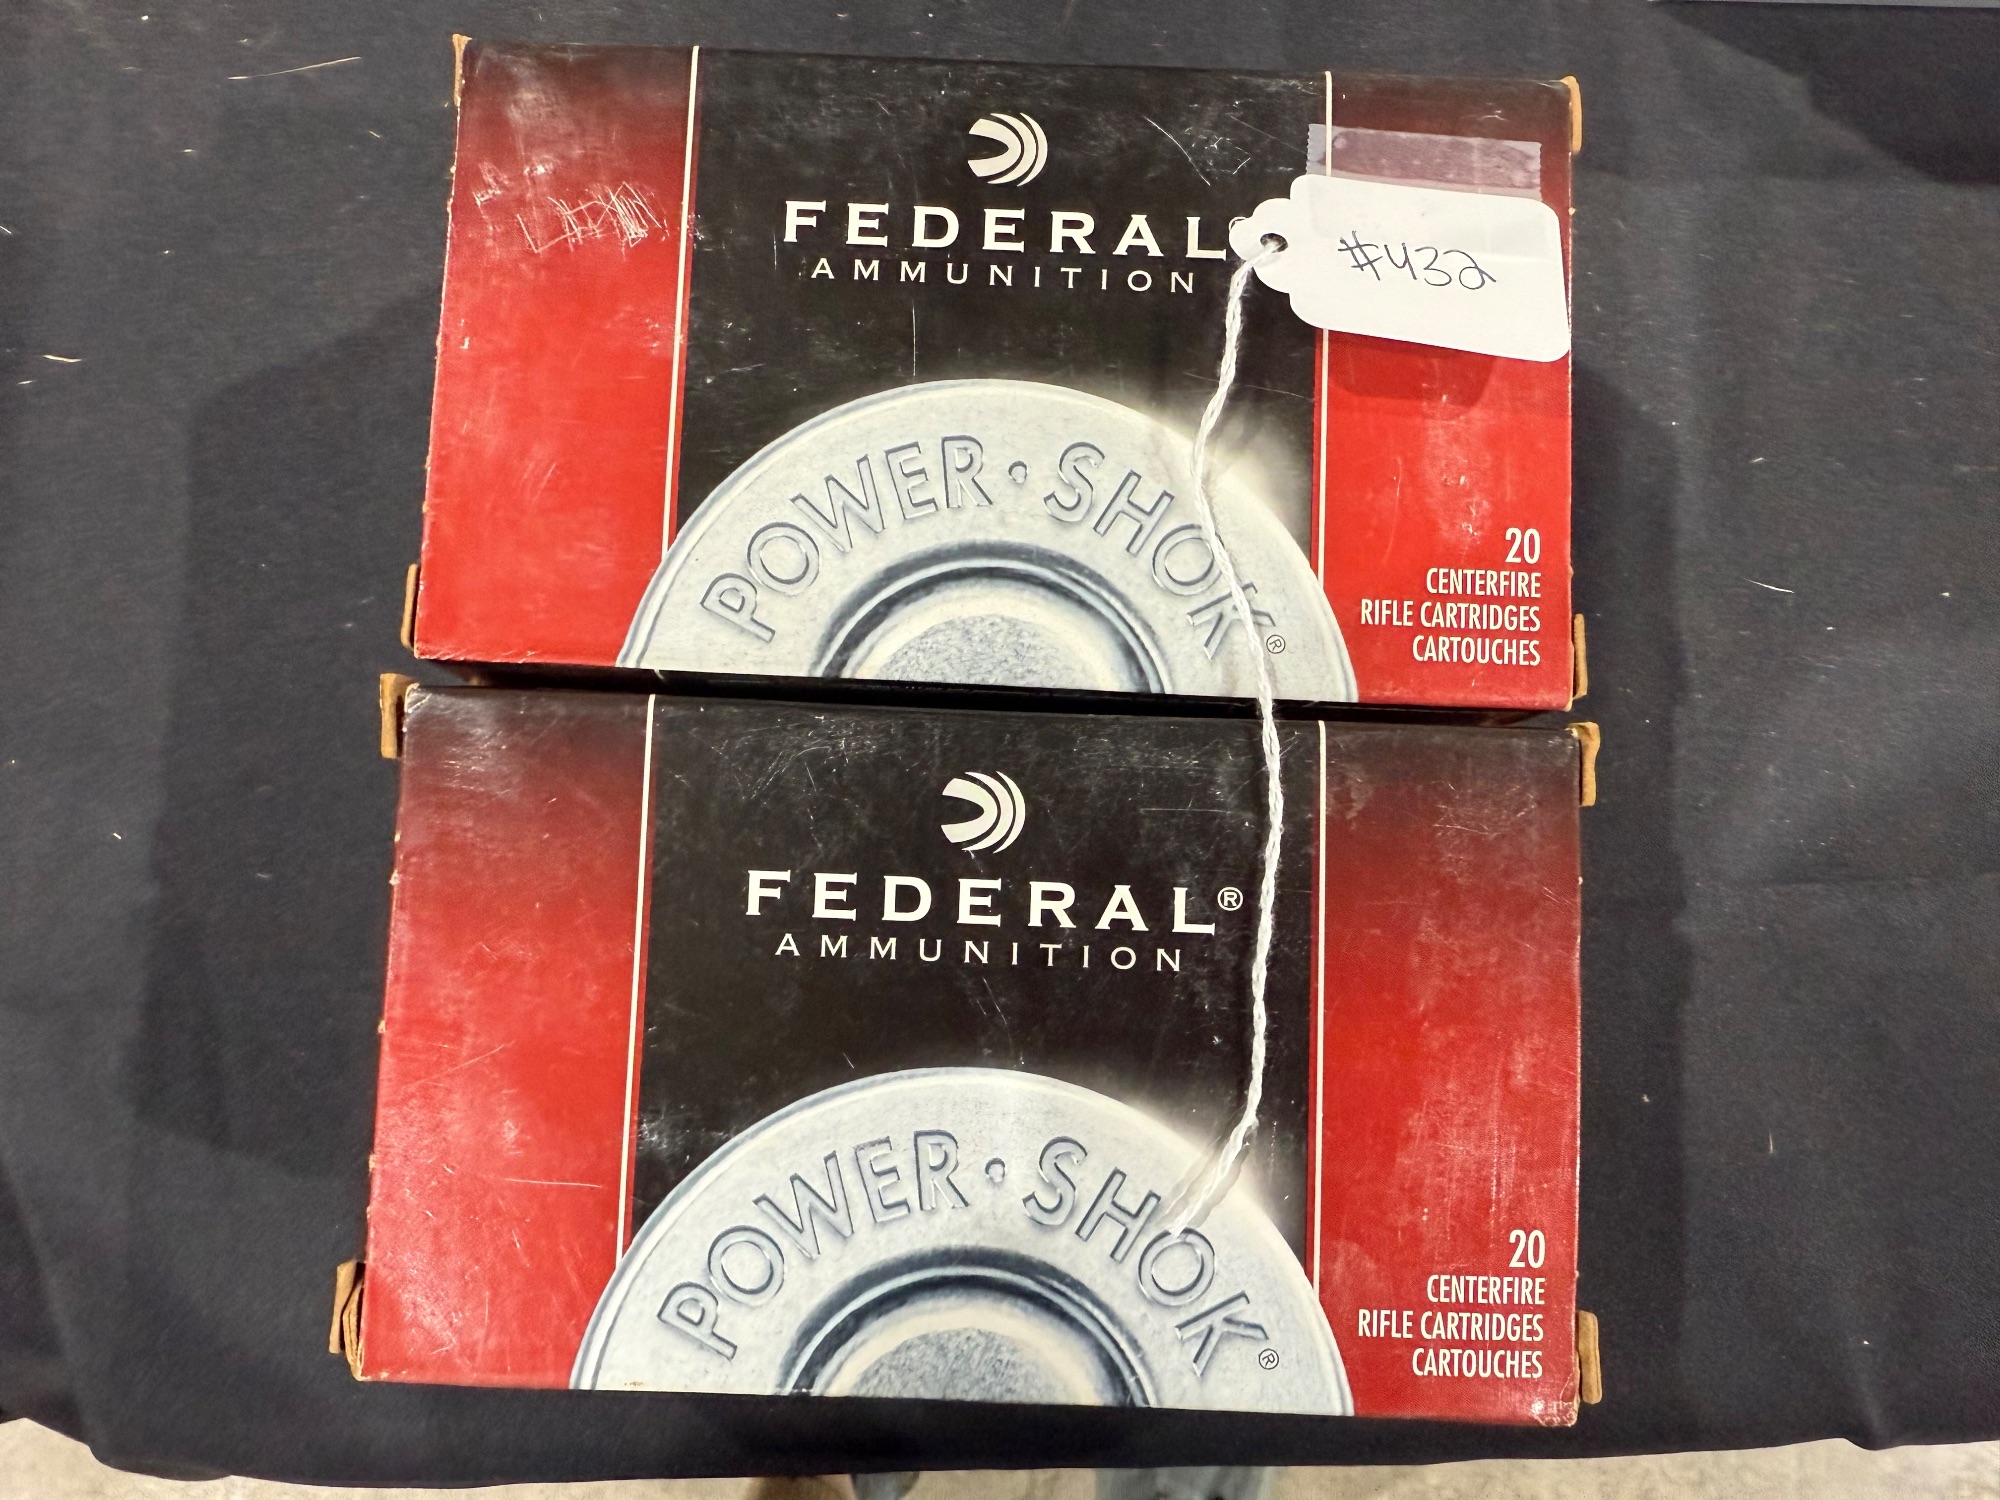 FEDERAL
AMMUNITION
#432
POWER·SHOK®
20
CENTERFIRE
RIFLE CARTRIDGES
CARTOUCHES
FEDERAL®
AMMUNITION
POWER·SHOK®
20
CENTERFIRE
RIFLE CARTRIDGES
CARTOUCHES